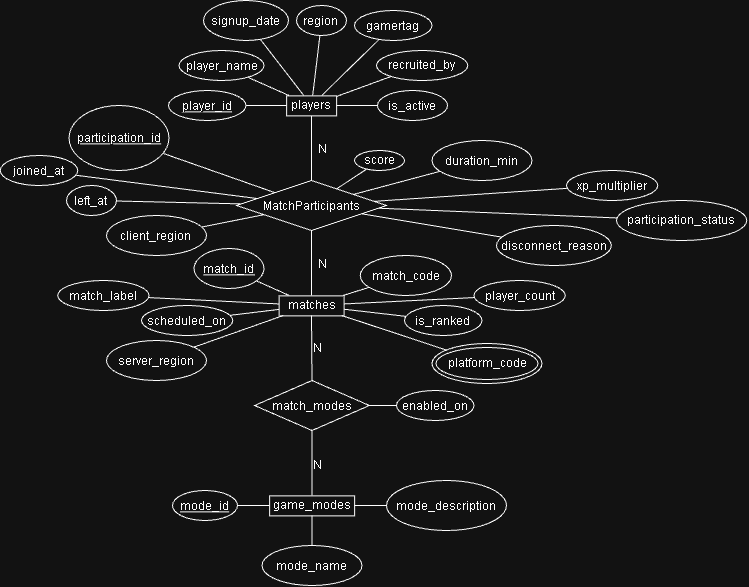 signup_date
region
gamertag
player_name
recruited_by
player_id
players
is_active
participation_id
N
score
duration_min
joined_at
xp_multiplier
left_at
MatchParticipants
participation_status
client_region
disconnect_reason
match_id
N
match_code
match_label
matches
player_count
scheduled_on
is_ranked
server_region
N
platform_code
match_modes
enabled_on
N
mode_id
game_modes
mode_description
mode_name